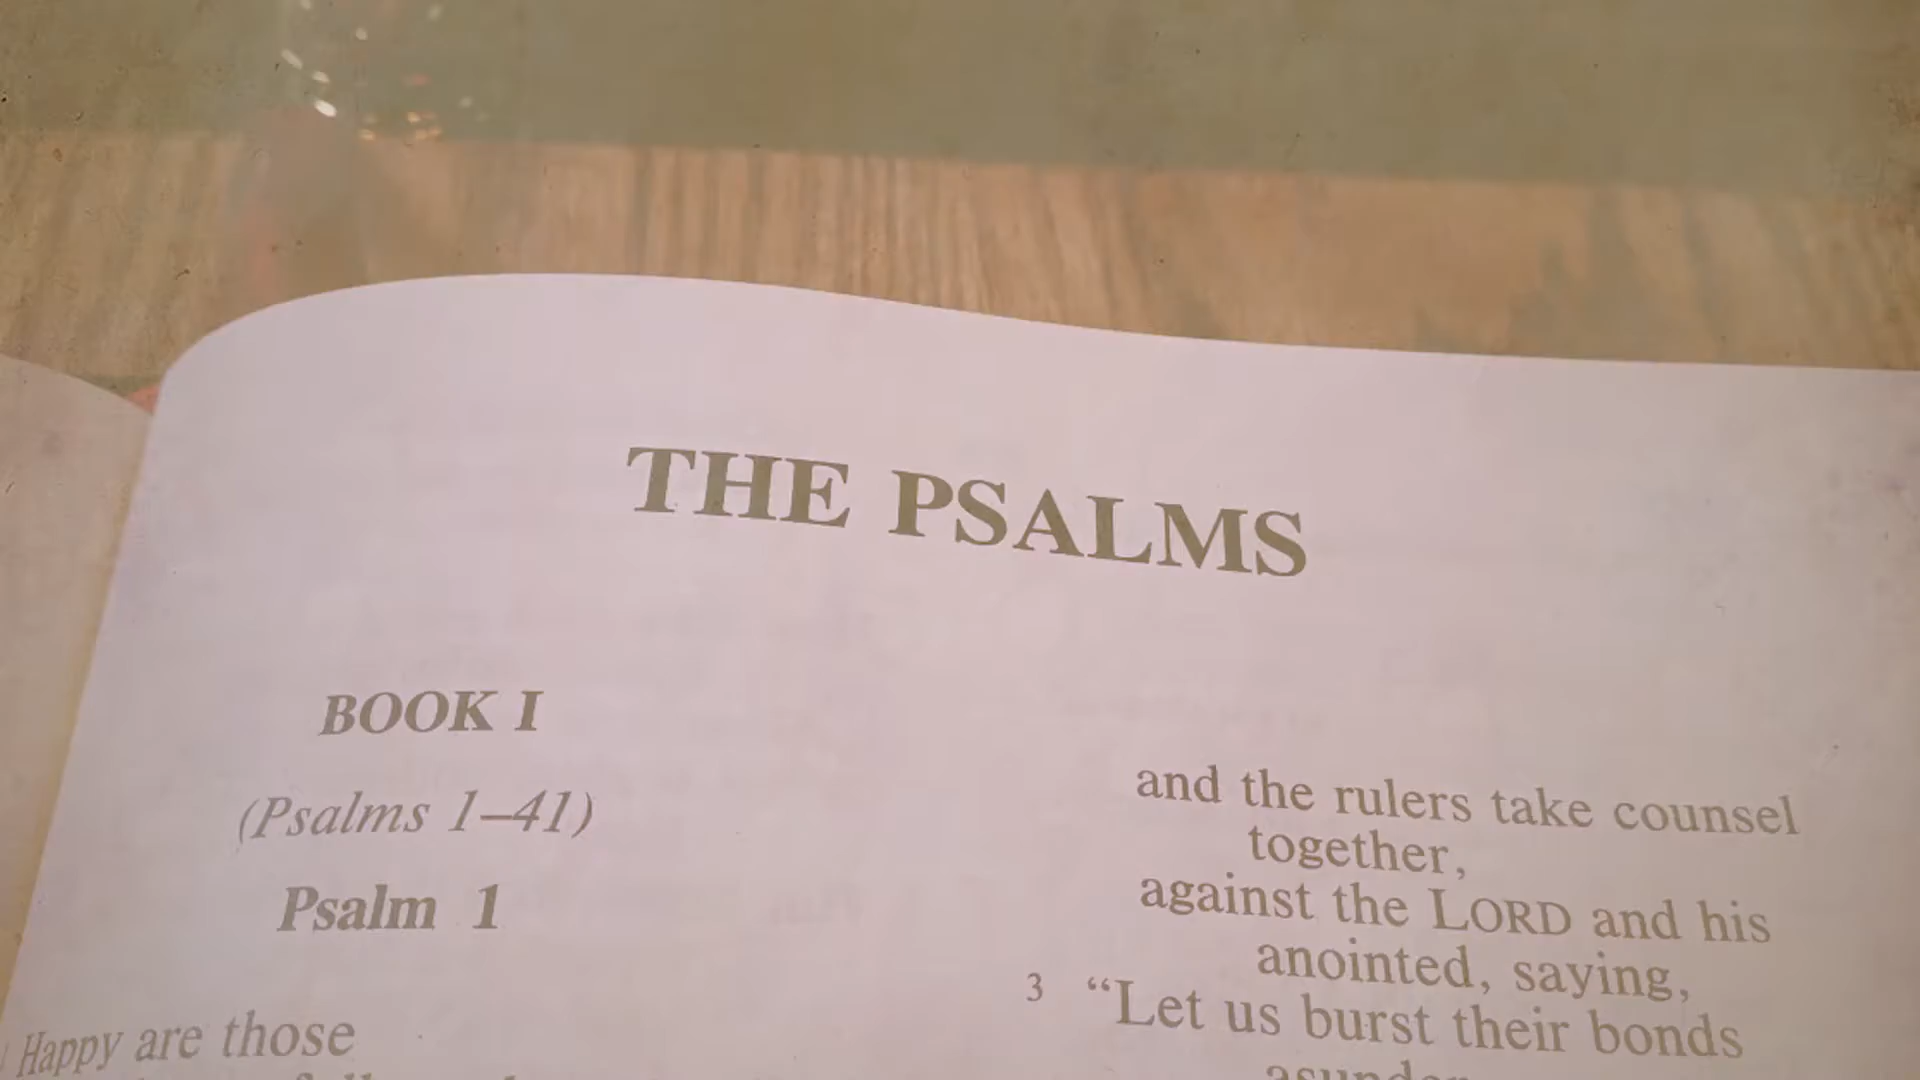 THE PSALMS
BOOK I
(Psalms 1–41)
Psalm 1
Happy are those
and the rulers take counsel
together,
against the LORD and his
anointed, saying,
3 “Let us burst their bonds
asunder